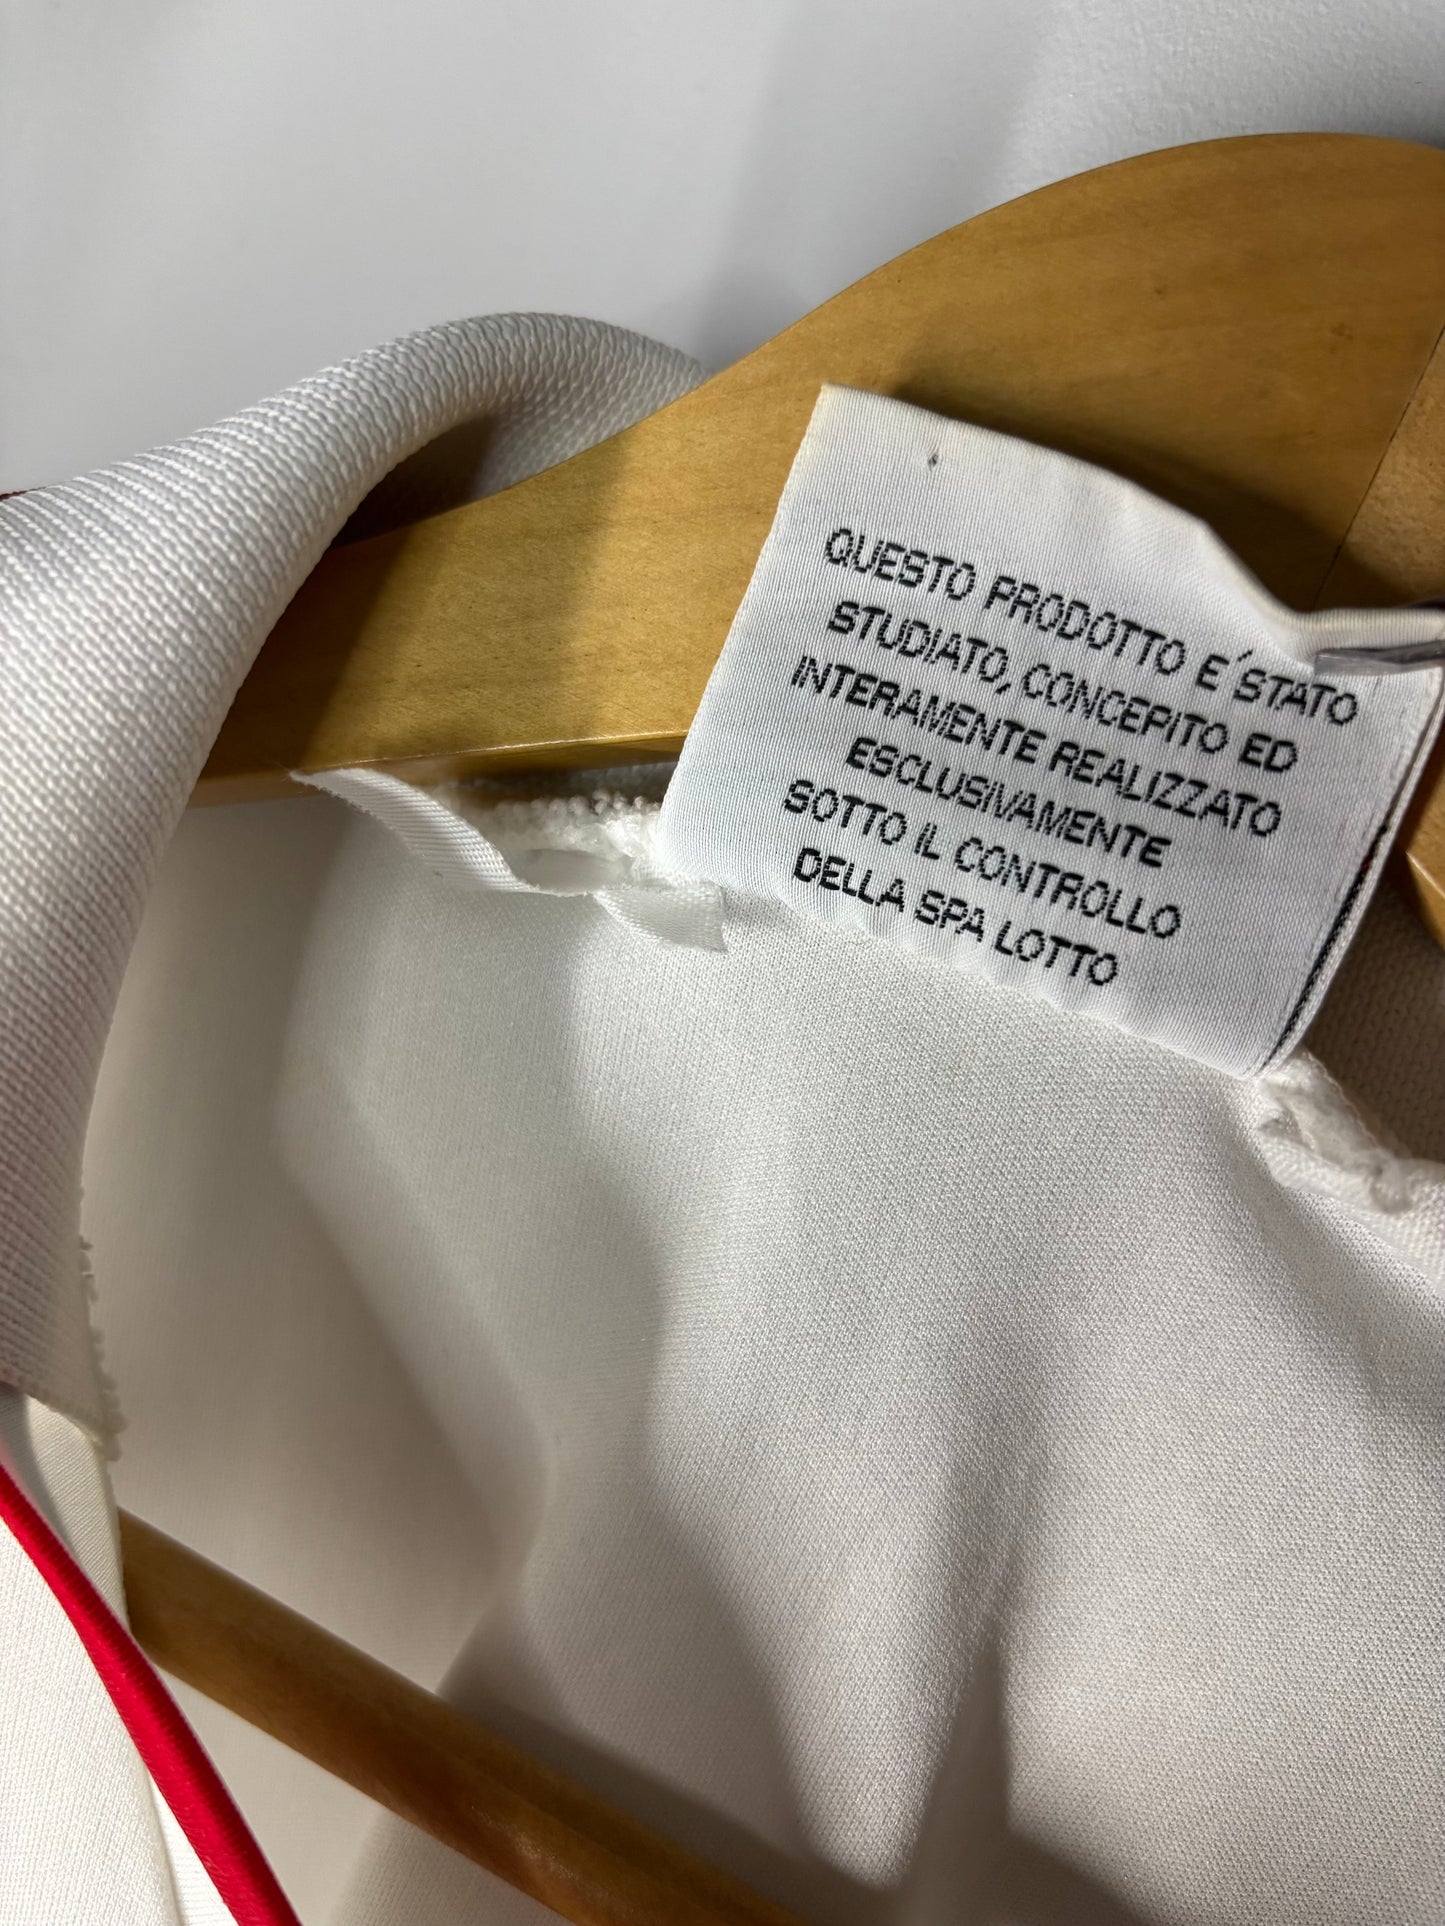 QUESTO PRODOTTO E´STATO
STUDIATO, CONCEPITO ED
INTERAMENTE REALIZZATO
ESCLUSIVAMENTE
SOTTO IL CONTROLLO
DELLA SPA LOTTO